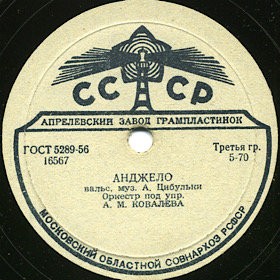 СССР
АПРЕЛЕВСКИЙ ЗАВОД ГРАМПЛАСТИНОК
ГОСТ 5289-56
16567
Третья гр.
5-70
АНДЖЕЛО
вальс, муз. А. Цибульки
Оркестр под упр.
А. М. КОВАЛЕВА
МОСКОВСКИЙ ОБЛАСТНОЙ СОВНАРХОЗ РСФСР